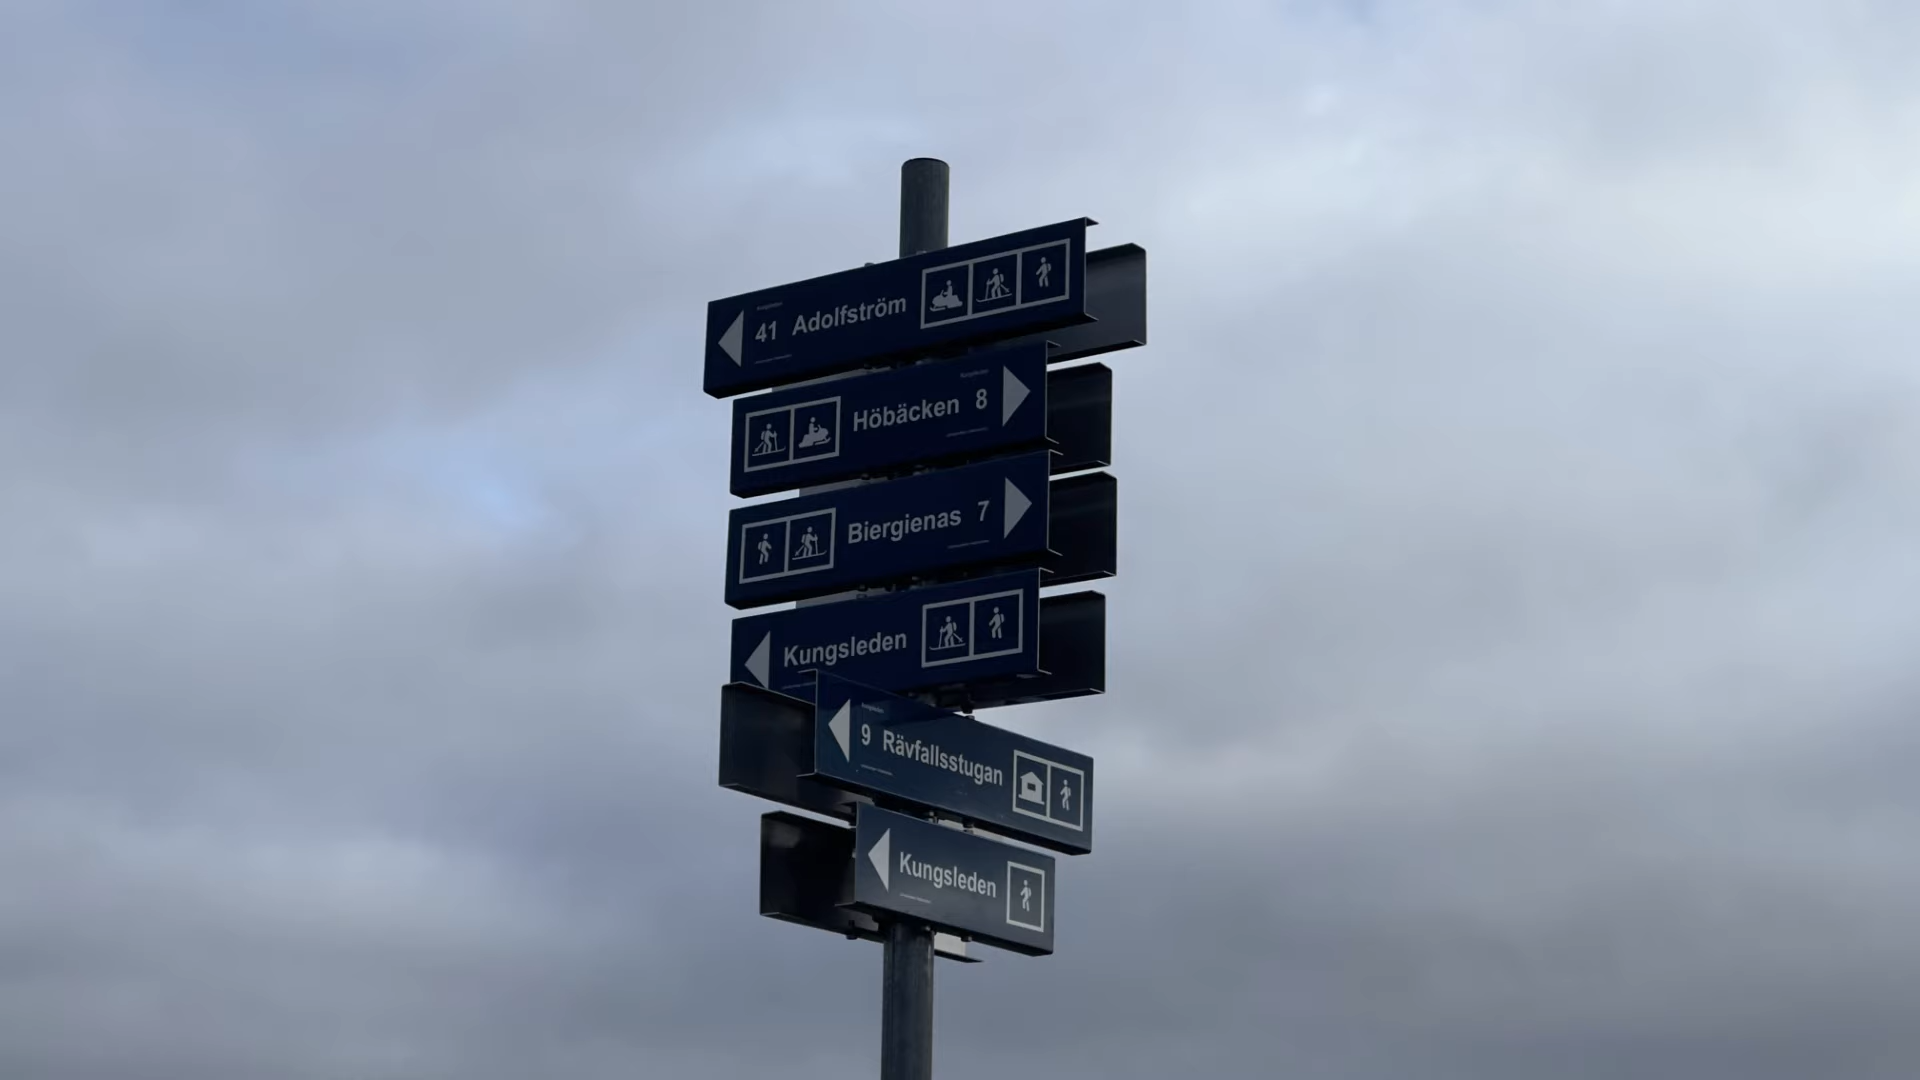 41 Adolfström
Höbäcken 8
Biergienas 7
Kungsleden
9 Rävfallsstugan
Kungsleden